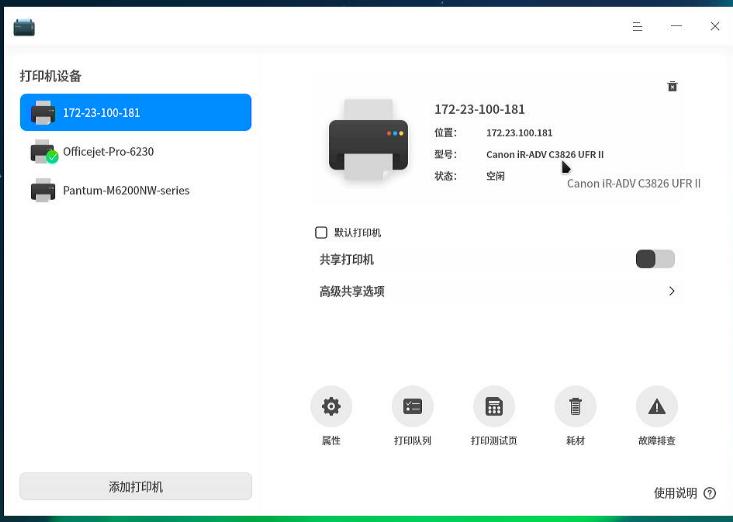 打印机设备
172-23-100-181
Officejet-Pro-6230
Pantum-M6200NW-series
添加打印机
172-23-100-181
位置： 172.23.100.181
型号： Canon iR-ADV C3826 UFR II
状态： 空闲
Canon iR-ADV C3826 UFR II
默认打印机
共享打印机
高级共享选项
属性 打印队列 打印测试页 耗材 故障排查
使用说明